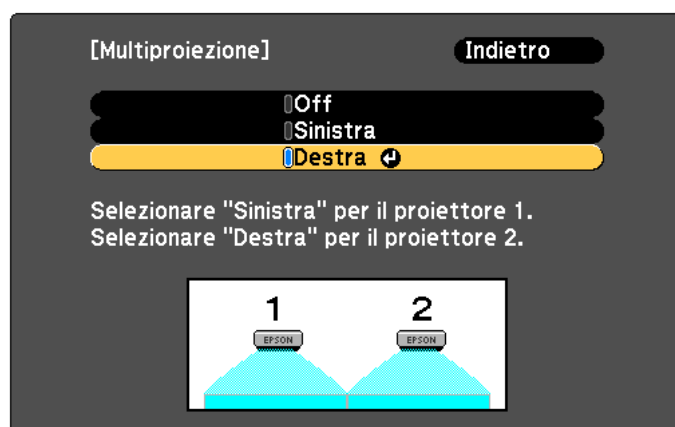 [Multiproiezione] Indietro
Off
Sinistra
Destra
Selezionare "Sinistra" per il proiettore 1.
Selezionare "Destra" per il proiettore 2.
1 2
EPSON EPSON